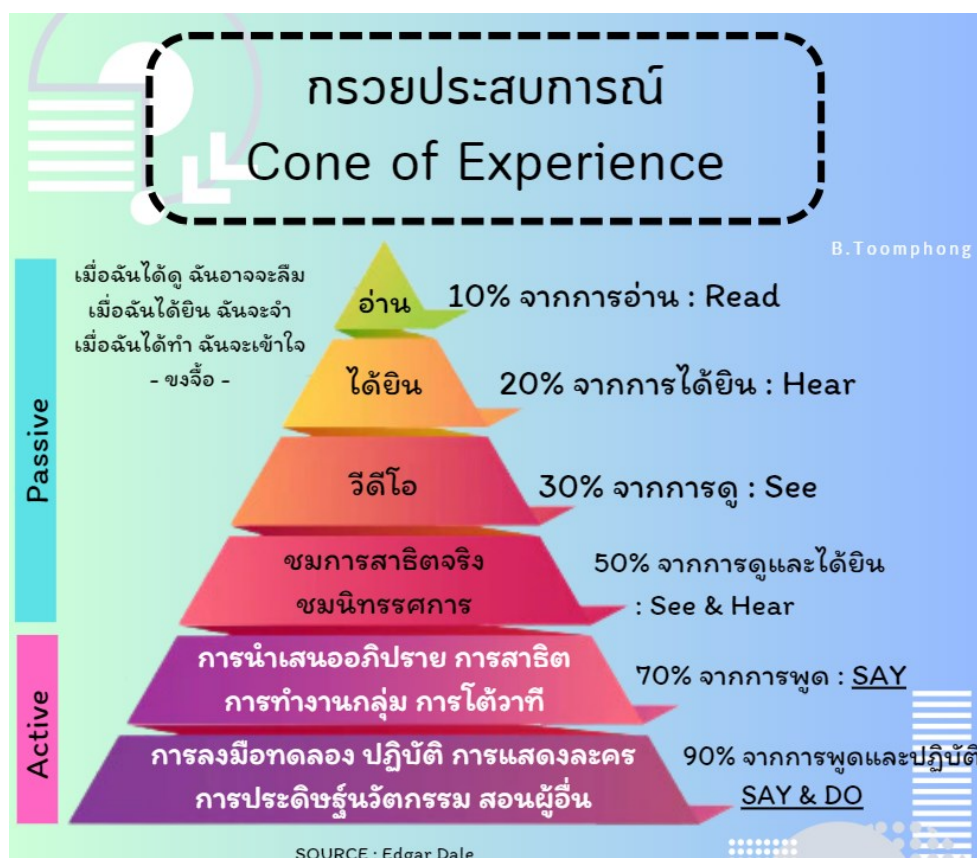 กรวยประสบการณ์
Cone of Experience
B.Toomphong
Passive
เมื่อฉันได้ดู ฉันอาจจะลืม
เมื่อฉันได้ยิน ฉันจะจำ
เมื่อฉันได้ทำ ฉันจะเข้าใจ
- ขงจื้อ -
อ่าน
10% จากการอ่าน : Read
ได้ยิน
20% จากการได้ยิน : Hear
วีดีโอ
30% จากการดู : See
ชมการสาธิตจริง
ชมนิทรรศการ
50% จากการดูและได้ยิน
: See & Hear
Active
การนำเสนออภิปราย การสาธิต
การทำงานกลุ่ม การโต้วาที
70% จากการพูด : SAY
การลงมือทดลอง ปฏิบัติ การแสดงละคร
การประดิษฐ์นวัตกรรม สอนผู้อื่น
90% จากการพูดและปฏิบัติ
SAY & DO
SOURCE : Edgar Dale